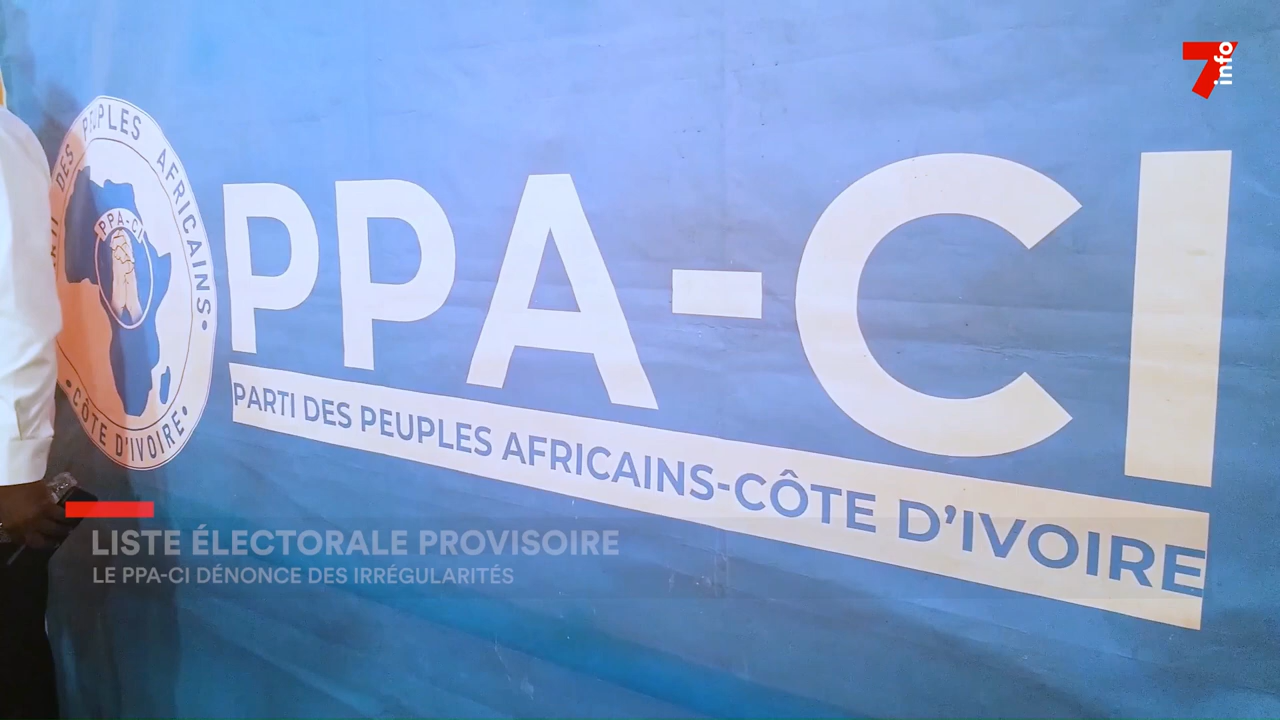 7 info
PARTI DES PEUPLES AFRICAINS
PPA-CI
CÔTE D'IVOIRE
PPA-CI
PARTI DES PEUPLES AFRICAINS-CÔTE D'IVOIRE
LISTE ÉLECTORALE PROVISOIRE
LE PPA-CI DÉNONCE DES IRRÉGULARITÉS